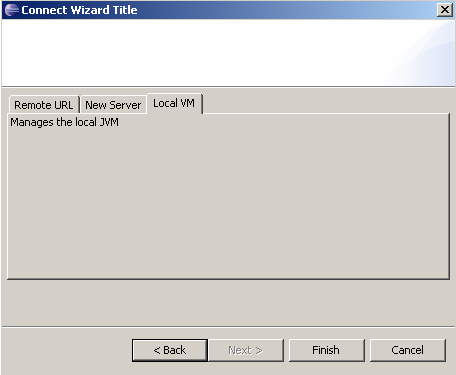 Connect Wizard Title
Remote URL New Server Local VM
Manages the local JVM
< Back Next > Finish Cancel